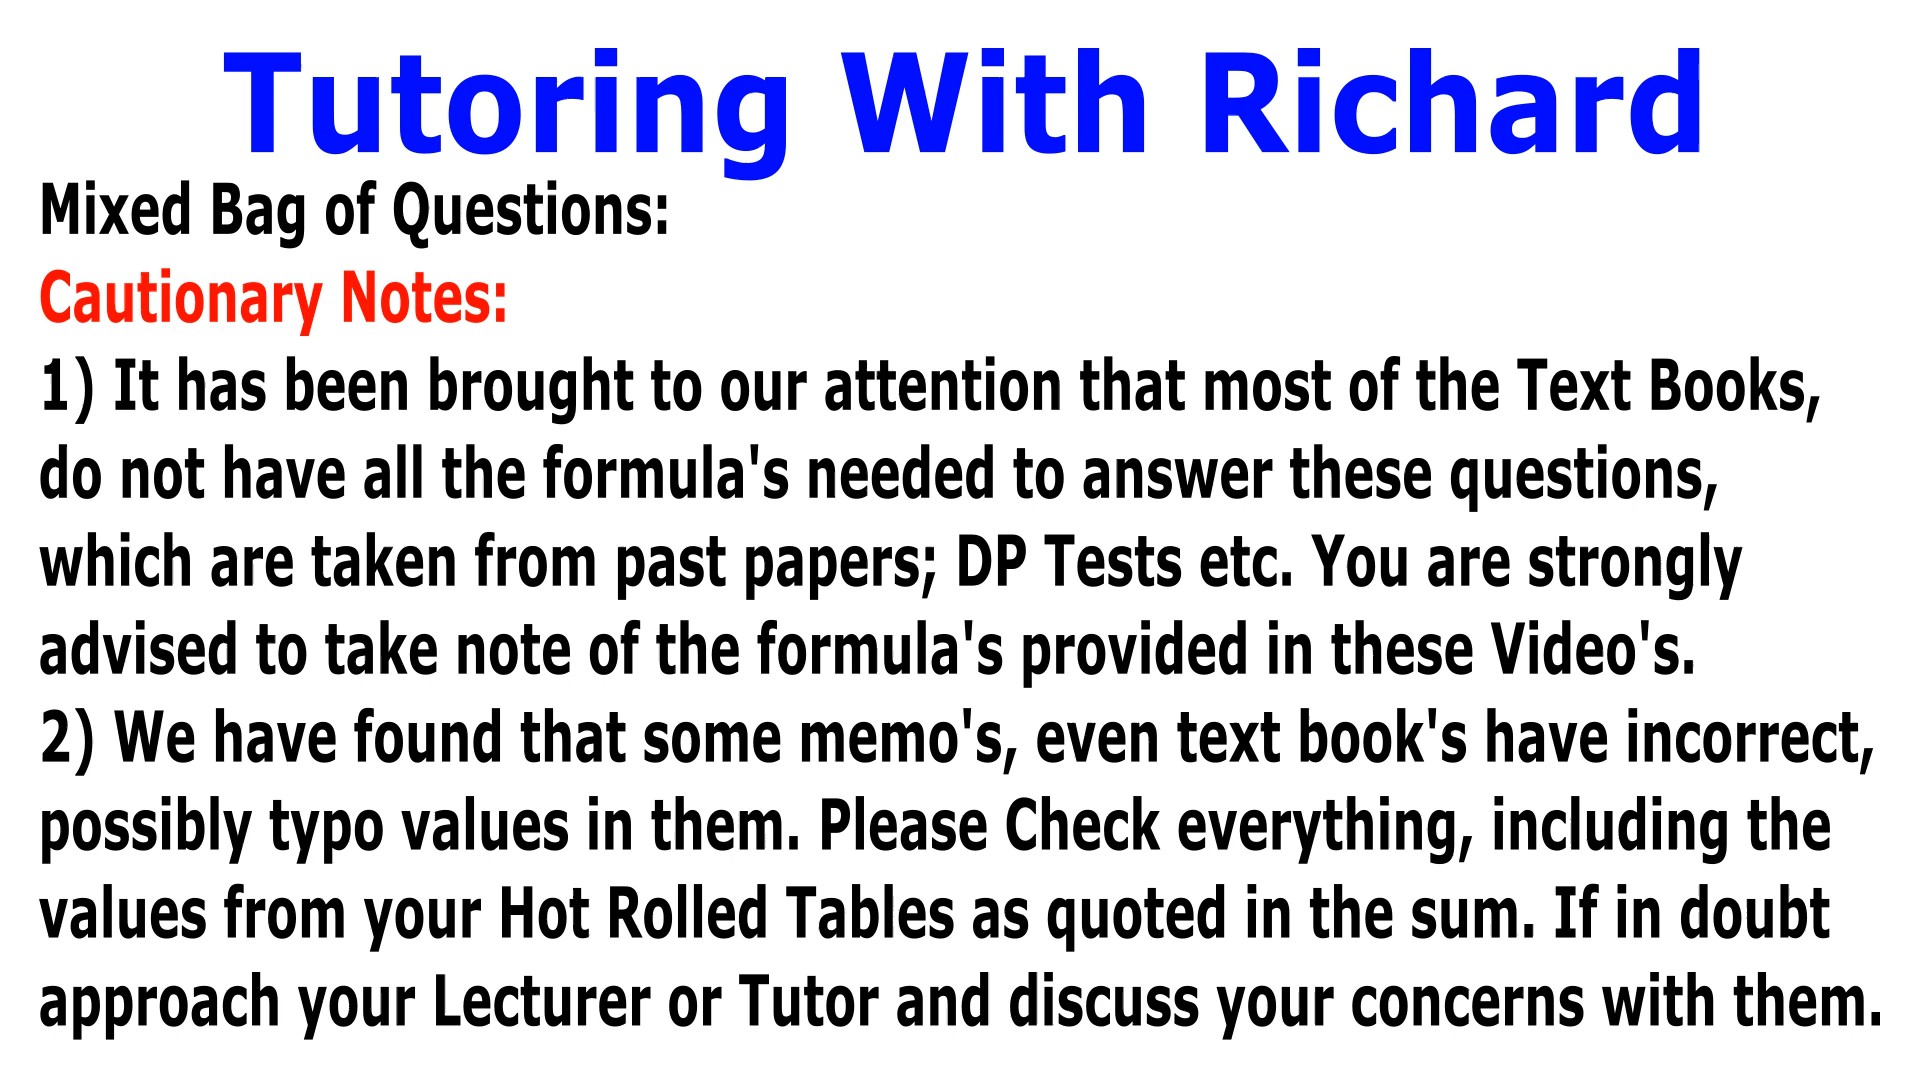 Tutoring With Richard
Mixed Bag of Questions:
Cautionary Notes:
1) It has been brought to our attention that most of the Text Books,
do not have all the formula's needed to answer these questions,
which are taken from past papers; DP Tests etc. You are strongly
advised to take note of the formula's provided in these Video's.
2) We have found that some memo's, even text book's have incorrect,
possibly typo values in them. Please Check everything, including the
values from your Hot Rolled Tables as quoted in the sum. If in doubt
approach your Lecturer or Tutor and discuss your concerns with them.